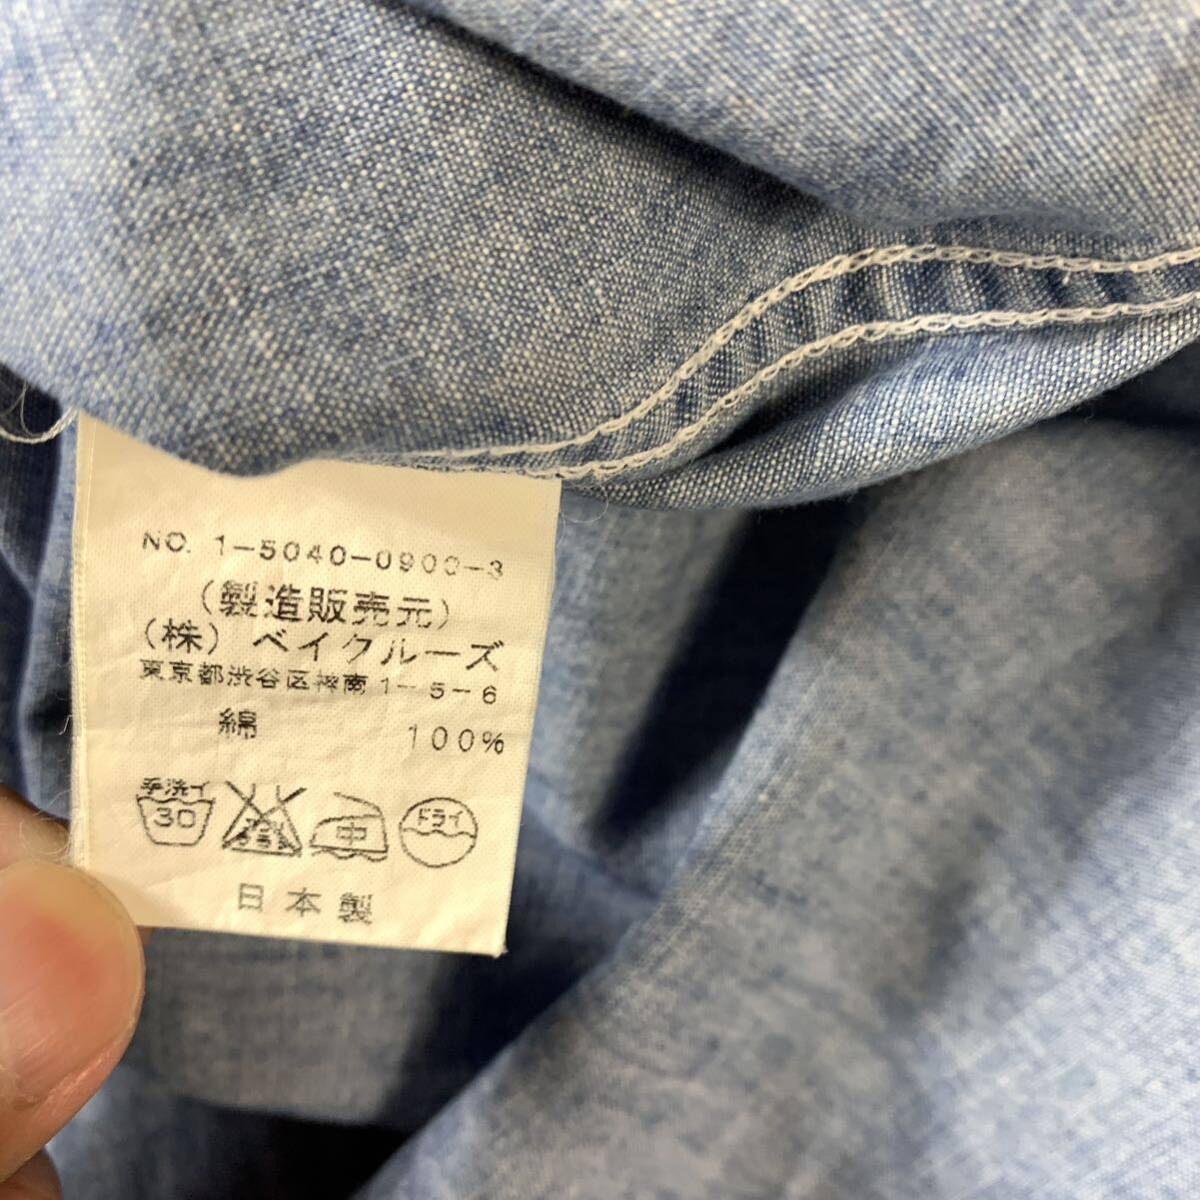 NO. 1-5040-0900-3
(製造販売元)
(株) ベイクルーズ
東京都渋谷区神南1-5-6
綿 100%
手洗イ
30
中
ドライ
日本製